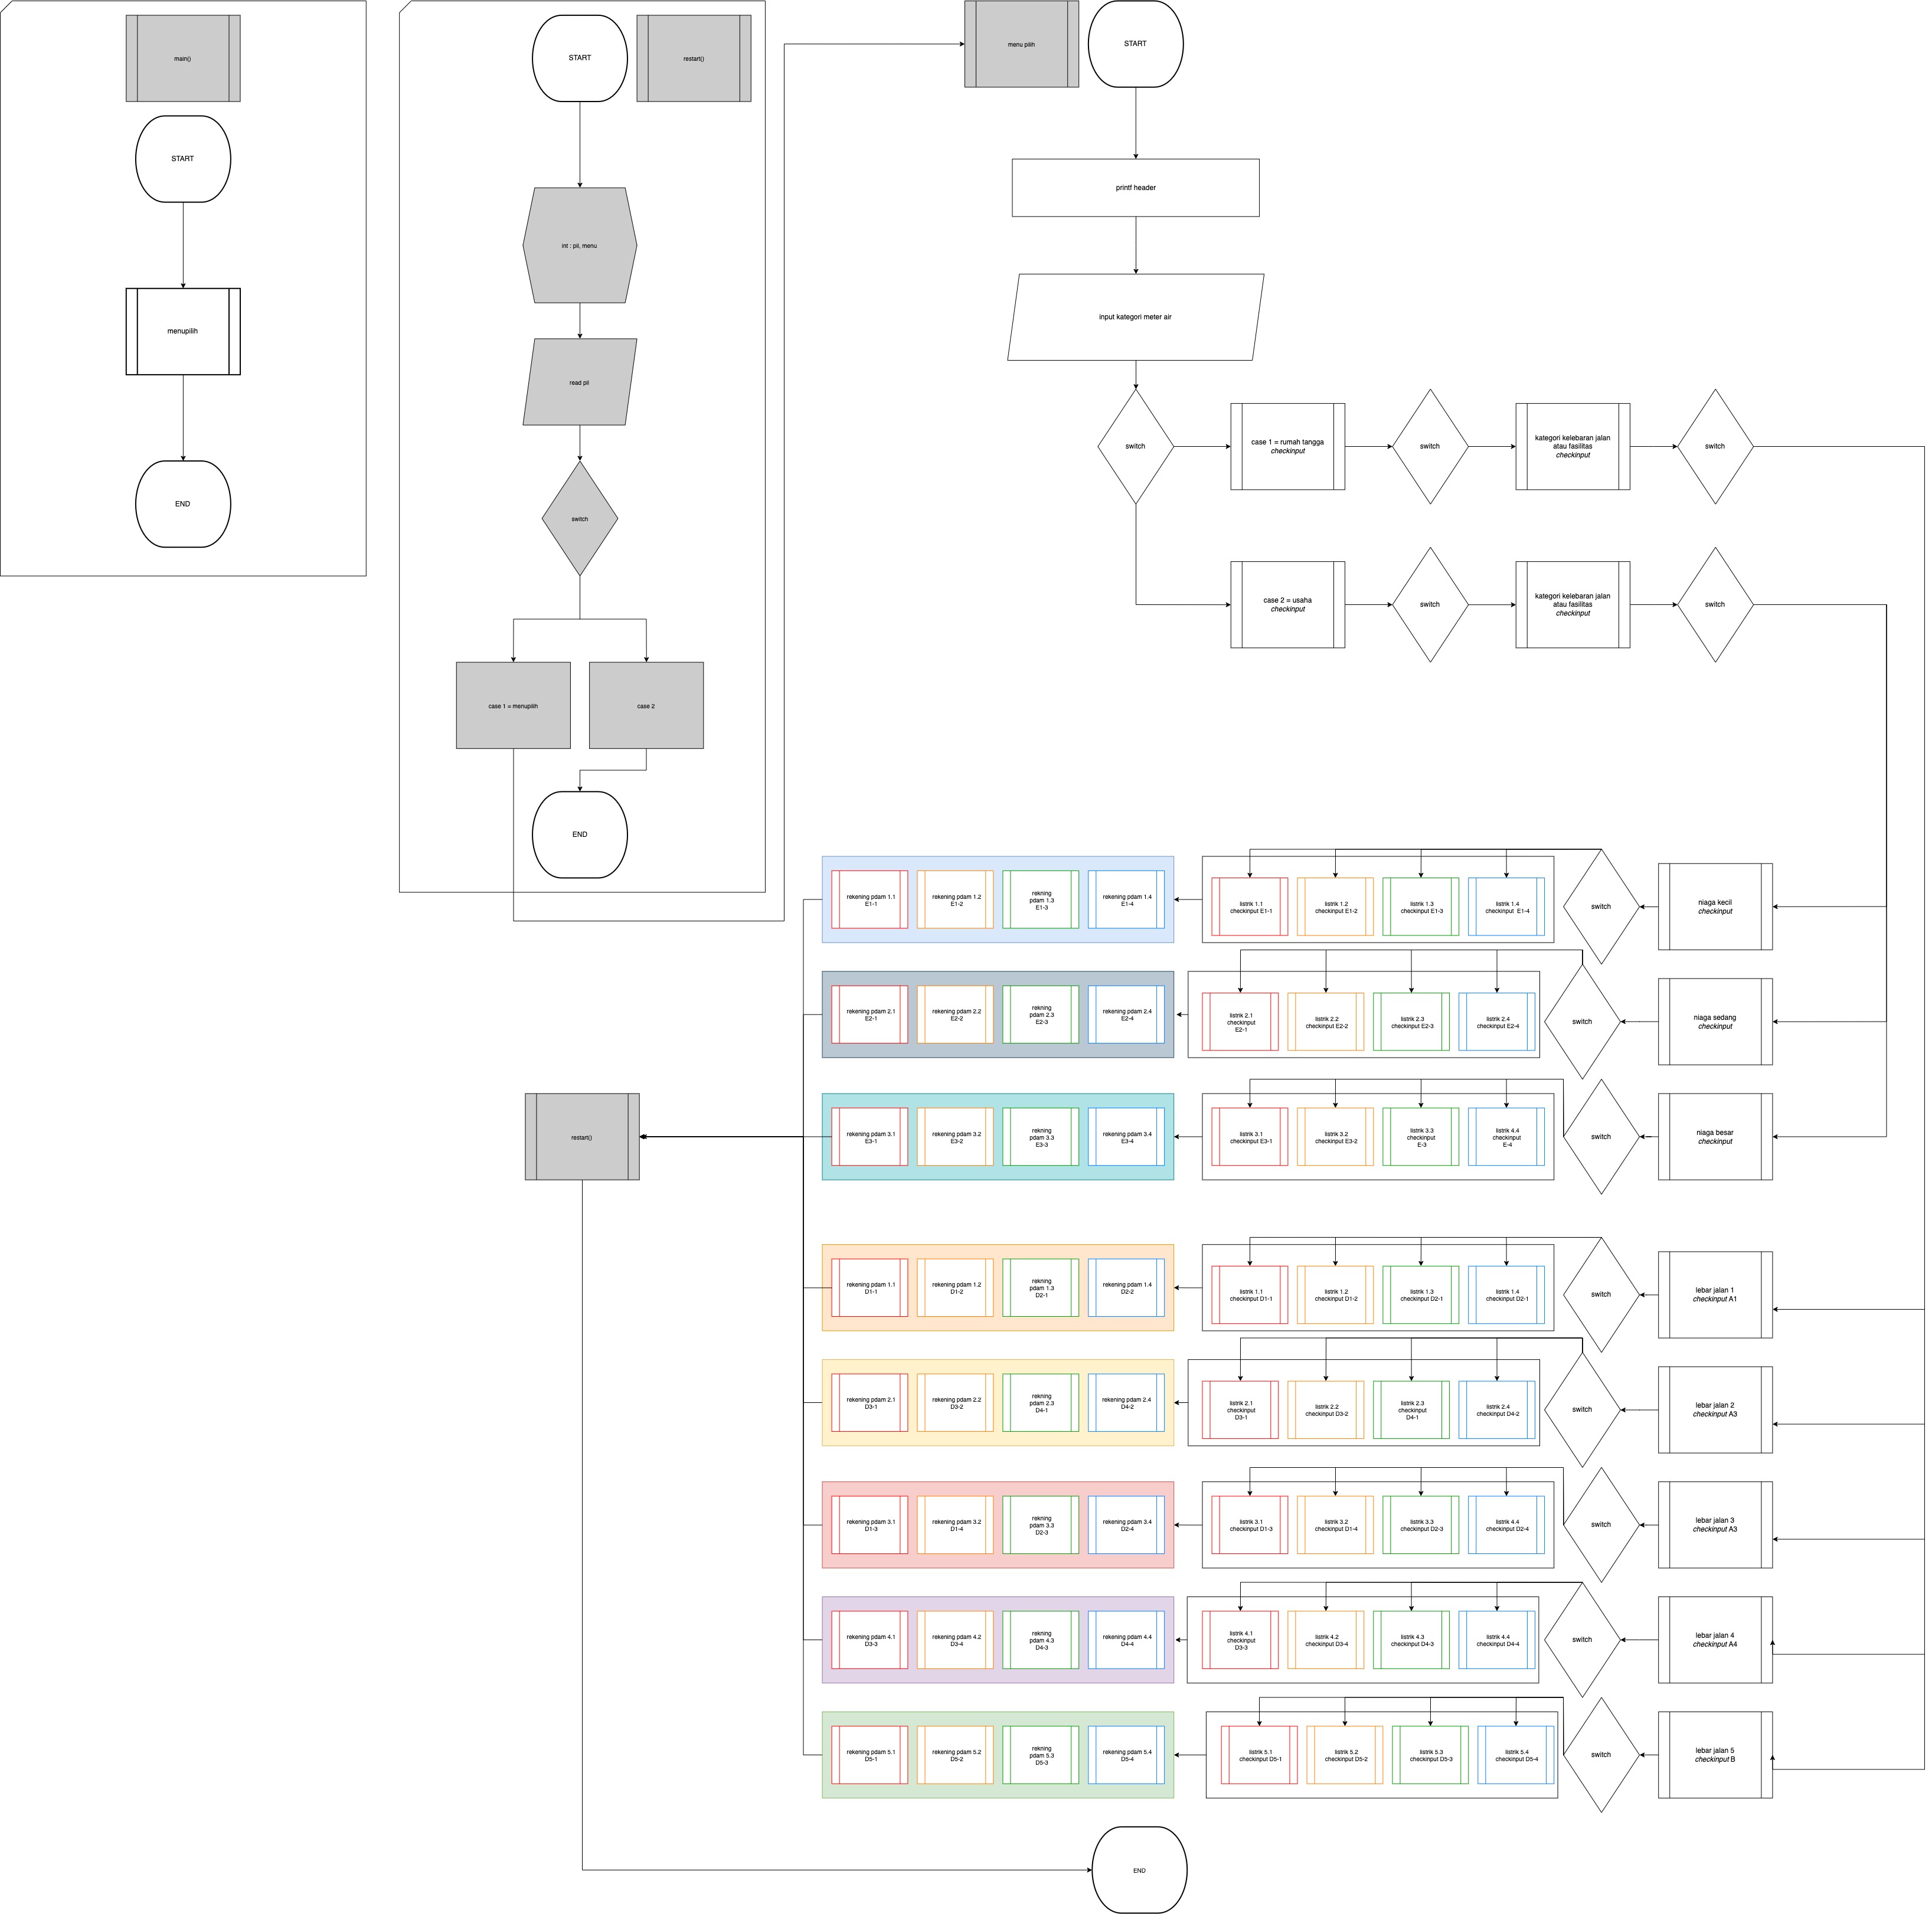 main()
START
menupilih
END
START
restart()
int : pil, menu
read pil
switch
case 1 = menupilih
case 2
END
menu pilih
START
printf header
input kategori meter air
switch
case 1 = rumah tangga
checkinput
switch
kategori kelebaran jalan
atau fasilitas
checkinput
switch
case 2 = usaha
checkinput
switch
kategori kelebaran jalan
atau fasilitas
checkinput
switch
rekening pdam 1.1
E1-1
rekening pdam 1.2
E1-2
rekning
pdam 1.3
E1-3
rekening pdam 1.4
E1-4
listrik 1.1
checkinput E1-1
listrik 1.2
checkinput E1-2
listrik 1.3
checkinput E1-3
listrik 1.4
checkinput E1-4
switch
niaga kecil
checkinput
rekening pdam 2.1
E2-1
rekening pdam 2.2
E2-2
rekning
pdam 2.3
E2-3
rekening pdam 2.4
E2-4
listrik 2.1
checkinput
E2-1
listrik 2.2
checkinput E2-2
listrik 2.3
checkinput E2-3
listrik 2.4
checkinput E2-4
switch
niaga sedang
checkinput
restart()
rekening pdam 3.1
E3-1
rekening pdam 3.2
E3-2
rekning
pdam 3.3
E3-3
rekening pdam 3.4
E3-4
listrik 3.1
checkinput E3-1
listrik 3.2
checkinput E3-2
listrik 3.3
checkinput
E-3
listrik 4.4
checkinput
E-4
switch
niaga besar
checkinput
rekening pdam 1.1
D1-1
rekening pdam 1.2
D1-2
rekning
pdam 1.3
D2-1
rekening pdam 1.4
D2-2
listrik 1.1
checkinput D1-1
listrik 1.2
checkinput D1-2
listrik 1.3
checkinput D2-1
listrik 1.4
checkinput D2-1
switch
lebar jalan 1
checkinput A1
rekening pdam 2.1
D3-1
rekening pdam 2.2
D3-2
rekning
pdam 2.3
D4-1
rekening pdam 2.4
D4-2
listrik 2.1
checkinput
D3-1
listrik 2.2
checkinput D3-2
listrik 2.3
checkinput
D4-1
listrik 2.4
checkinput D4-2
switch
lebar jalan 2
checkinput A3
rekening pdam 3.1
D1-3
rekening pdam 3.2
D1-4
rekning
pdam 3.3
D2-3
rekening pdam 3.4
D2-4
listrik 3.1
checkinput D1-3
listrik 3.2
checkinput D1-4
listrik 3.3
checkinput D2-3
listrik 4.4
checkinput D2-4
switch
lebar jalan 3
checkinput A3
rekening pdam 4.1
D3-3
rekening pdam 4.2
D3-4
rekning
pdam 4.3
D4-3
rekening pdam 4.4
D4-4
listrik 4.1
checkinput
D3-3
listrik 4.2
checkinput D3-4
listrik 4.3
checkinput D4-3
listrik 4.4
checkinput D4-4
switch
lebar jalan 4
checkinput A4
rekening pdam 5.1
D5-1
rekening pdam 5.2
D5-2
rekning
pdam 5.3
D5-3
rekening pdam 5.4
D5-4
listrik 5.1
checkinput D5-1
listrik 5.2
checkinput D5-2
listrik 5.3
checkinput D5-3
listrik 5.4
checkinput D5-4
switch
lebar jalan 5
checkinput B
END